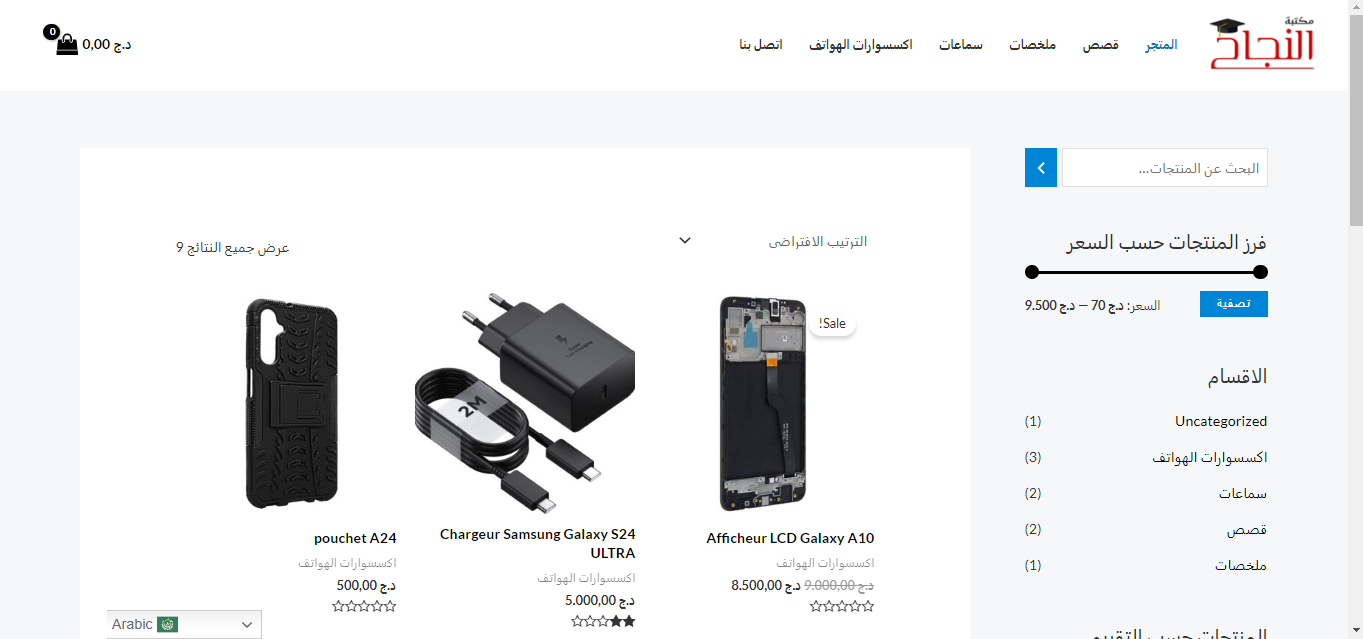 مكتبة
النجاح
المتجر
قصص
ملخصات
سماعات
اكسسوارات الهواتف
اتصل بنا
0,00 د.ج
0
البحث عن المنتجات...
فرز المنتجات حسب السعر
تصفية
السعر: 70 د.ج — 9.500 د.ج
الاقسام
Uncategorized (1)
اكسسوارات الهواتف (3)
سماعات (2)
قصص (2)
ملخصات (1)
المنتجات حسب التقييم
الترتيب الافتراضي
عرض جميع النتائج 9
Sale!
Afficheur LCD Galaxy A10
اكسسوارات الهواتف
9.000,00 د.ج 8.500,00 د.ج
2M
Chargeur Samsung Galaxy S24
ULTRA
اكسسوارات الهواتف
5.000,00 د.ج
pouchet A24
اكسسوارات الهواتف
500,00 د.ج
Arabic